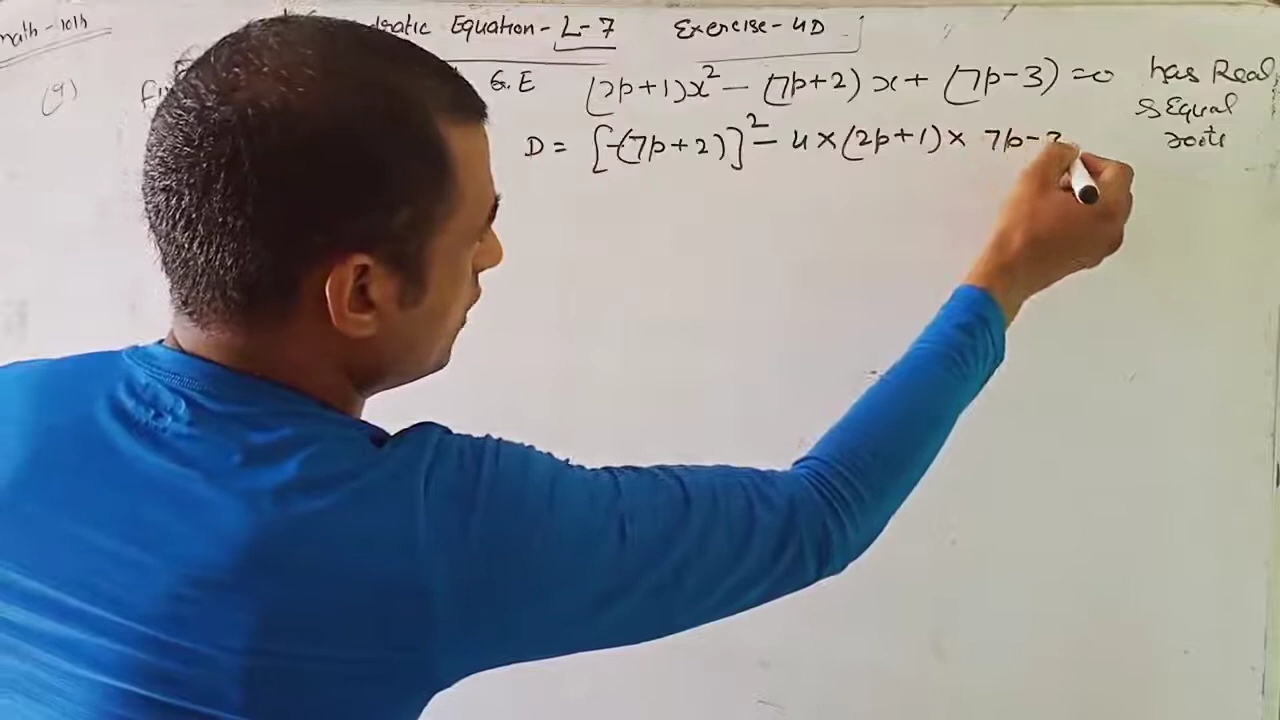 math-10th
Equation- L-7 Exercise-4D
(9) Q.E (2p+1)x² - (7p+2)x + (7p-3) =0 has Real
& Equal
roots
D = [-(7p+2)]² - 4×(2p+1)× 7p-3